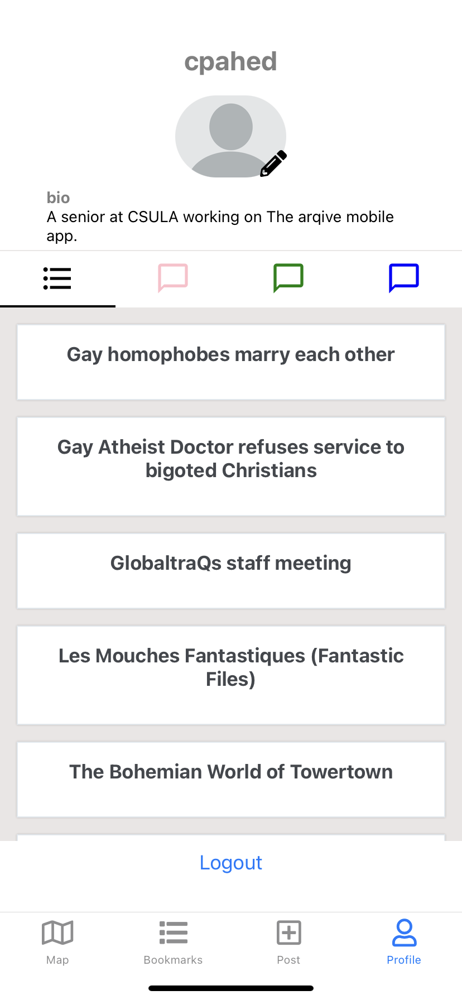 cpahed
bio
A senior at CSULA working on The arqive mobile
app.
Gay homophobes marry each other
Gay Atheist Doctor refuses service to
bigoted Christians
GlobaltraQs staff meeting
Les Mouches Fantastiques (Fantastic
Files)
The Bohemian World of Towertown
Logout
Map
Bookmarks
Post
Profile